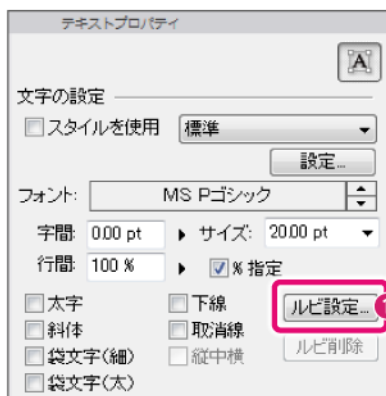 テキストプロパティ
A
文字の設定
スタイルを使用 標準
設定...
フォント: MS Pゴシック
字間: 0.00 pt サイズ: 20.00 pt
行間: 100 % % 指定
太字 下線 ルビ設定...
斜体 取消線
袋文字(細) 縦中横 ルビ削除
袋文字(太)